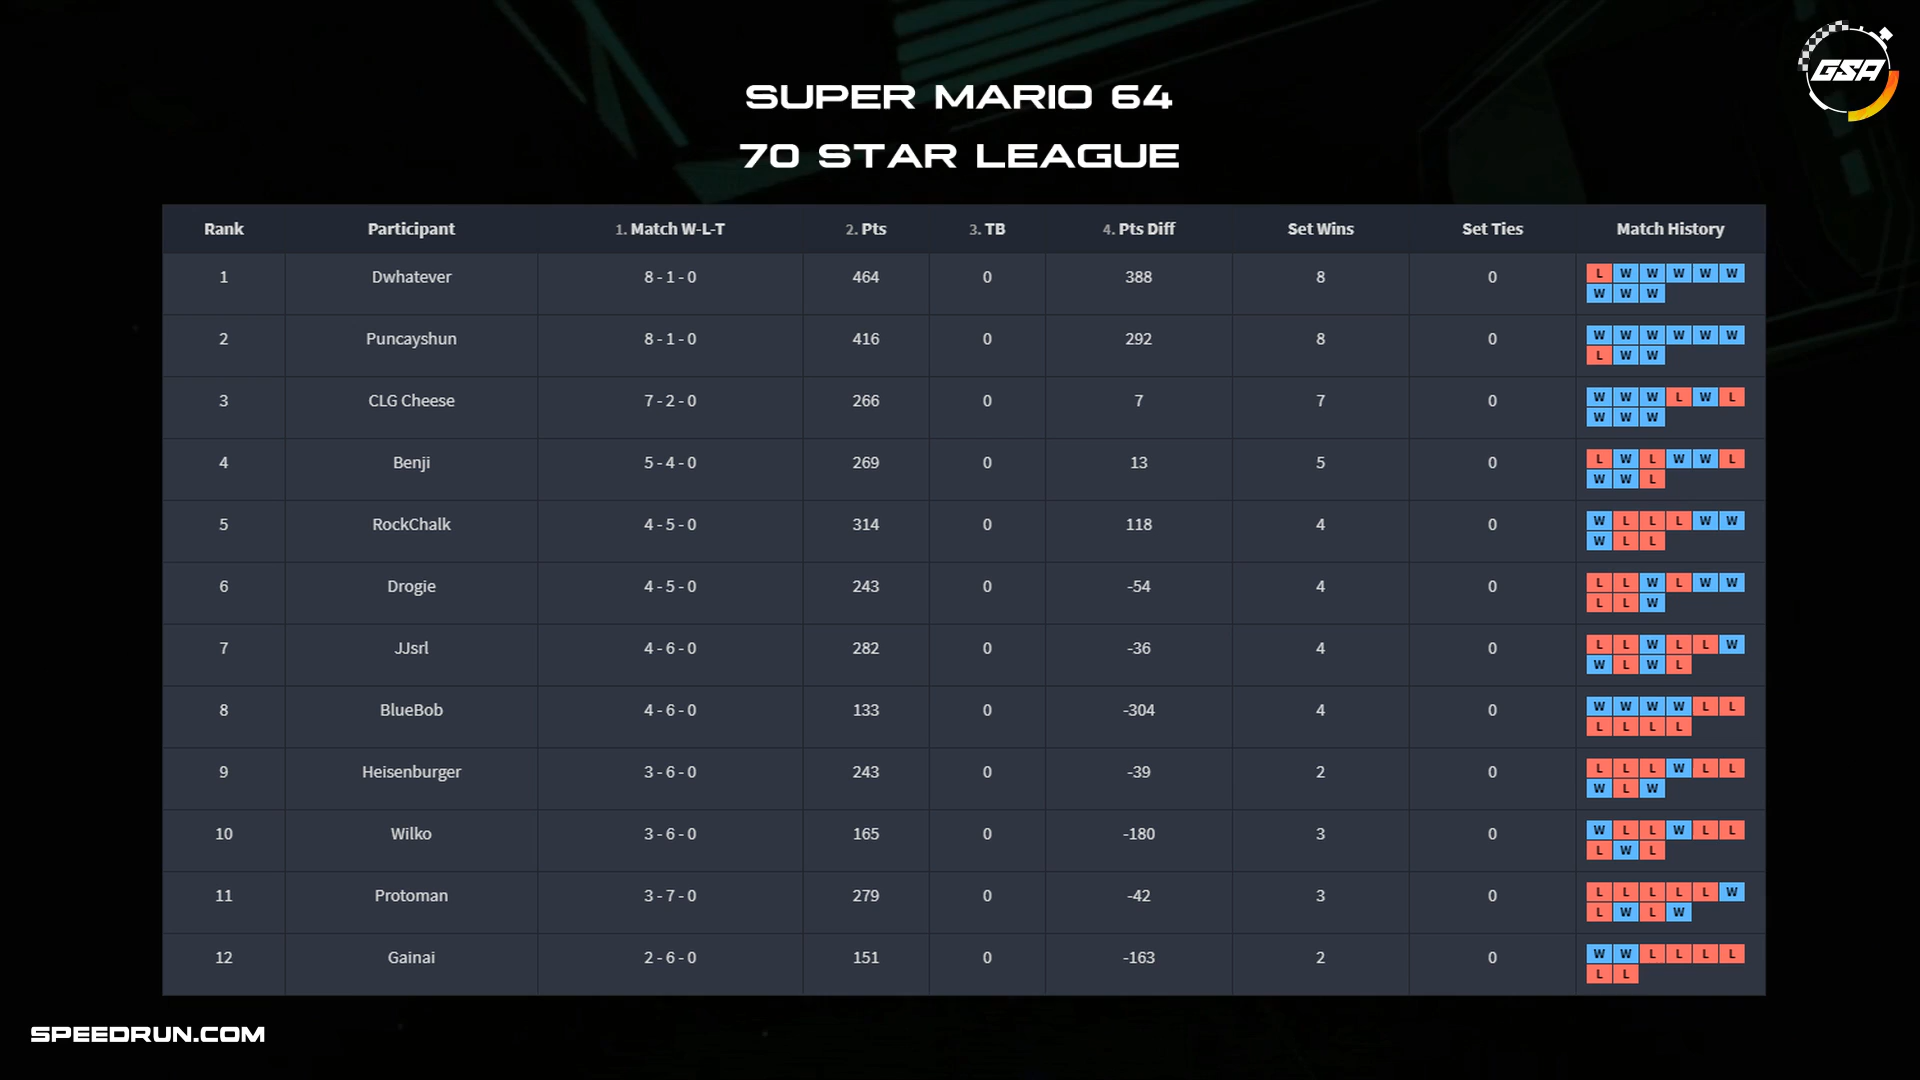 GSA
SUPER MARIO 64
70 STAR LEAGUE
Rank Participant 1. Match W-L-T 2. Pts 3. TB 4. Pts Diff Set Wins Set Ties Match History
1 Dwhatever 8 - 1 - 0 464 0 388 8 0 L W W W W W
W W W
2 Puncayshun 8 - 1 - 0 416 0 292 8 0 W W W W W W
L W W
3 CLG Cheese 7 - 2 - 0 266 0 7 7 0 W W W L W L
W W W
4 Benji 5 - 4 - 0 269 0 13 5 0 L W L W W L
W W L
5 RockChalk 4 - 5 - 0 314 0 118 4 0 W L L L W W
W L L
6 Drogie 4 - 5 - 0 243 0 -54 4 0 L L W L W W
L L W
7 JJsrl 4 - 6 - 0 282 0 -36 4 0 L L W L L W
W L W L
8 BlueBob 4 - 6 - 0 133 0 -304 4 0 W W W W L L
L L L L
9 Heisenburger 3 - 6 - 0 243 0 -39 2 0 L L L W L L
W L W
10 Wilko 3 - 6 - 0 165 0 -180 3 0 W L L W L L
L W L
11 Protoman 3 - 7 - 0 279 0 -42 3 0 L L L L L W
L W L W
12 Gainai 2 - 6 - 0 151 0 -163 2 0 W W L L L L
L L
SPEEDRUN.COM